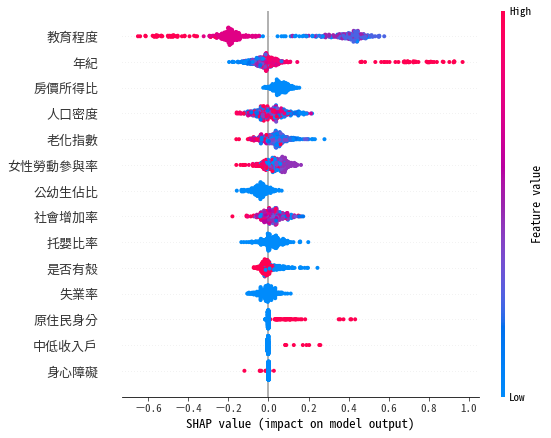 High
教育程度
年紀
房價所得比
人口密度
老化指數
女性勞動參與率
公幼生佔比
社會增加率
托嬰比率
是否有殼
失業率
原住民身分
中低收入戶
身心障礙
Feature value
Low
−0.6 −0.4 −0.2 0.0 0.2 0.4 0.6 0.8 1.0
SHAP value (impact on model output)